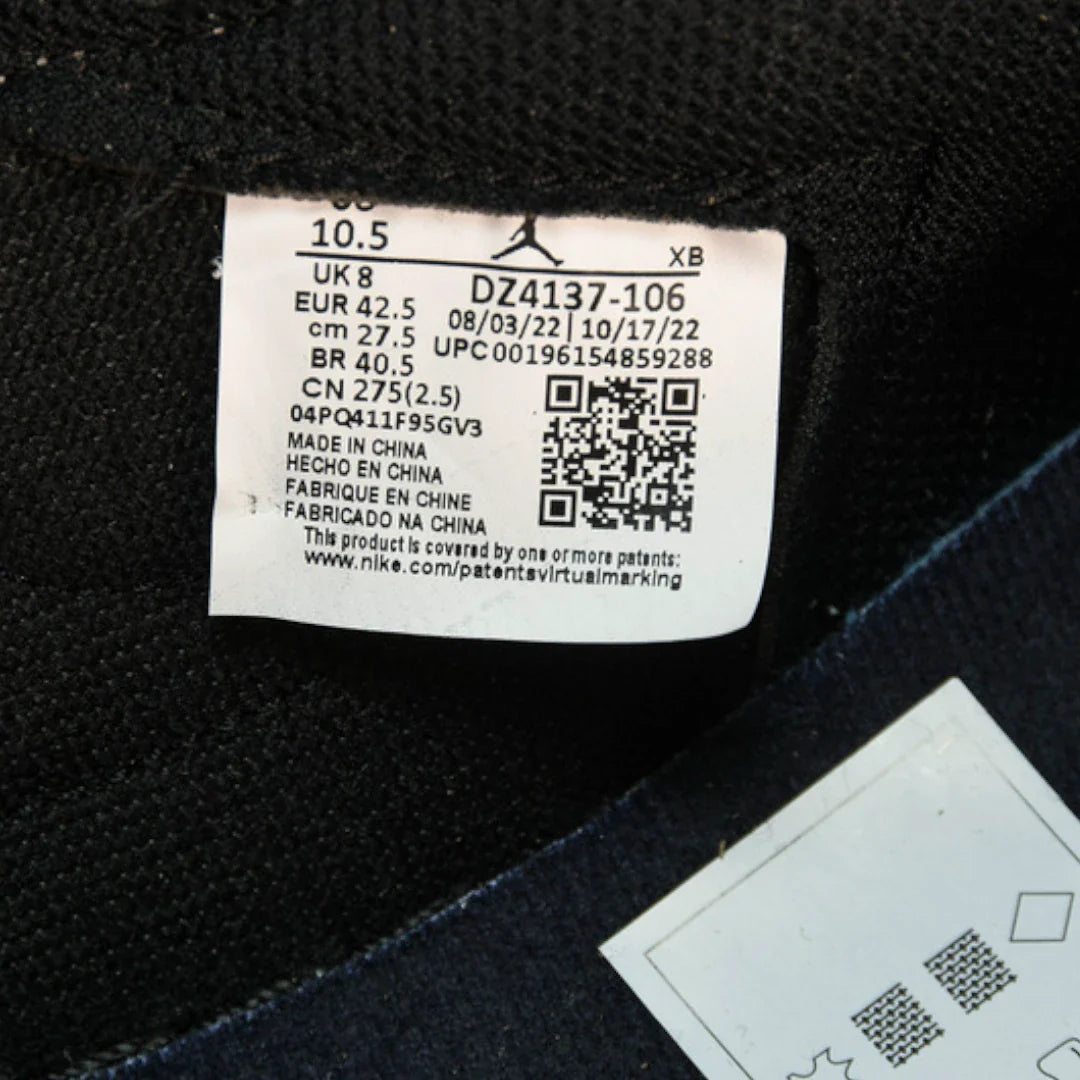 10.5
XB
UK 8
EUR 42.5
cm 27.5
BR 40.5
CN 275(2.5)
04PQ411F95GV3
DZ4137-106
08/03/22 | 10/17/22
UPC00196154859288
MADE IN CHINA
HECHO EN CHINA
FABRIQUE EN CHINE
FABRICADO NA CHINA
This product is covered by one or more patents:
www.nike.com/patentsvirtualmarking